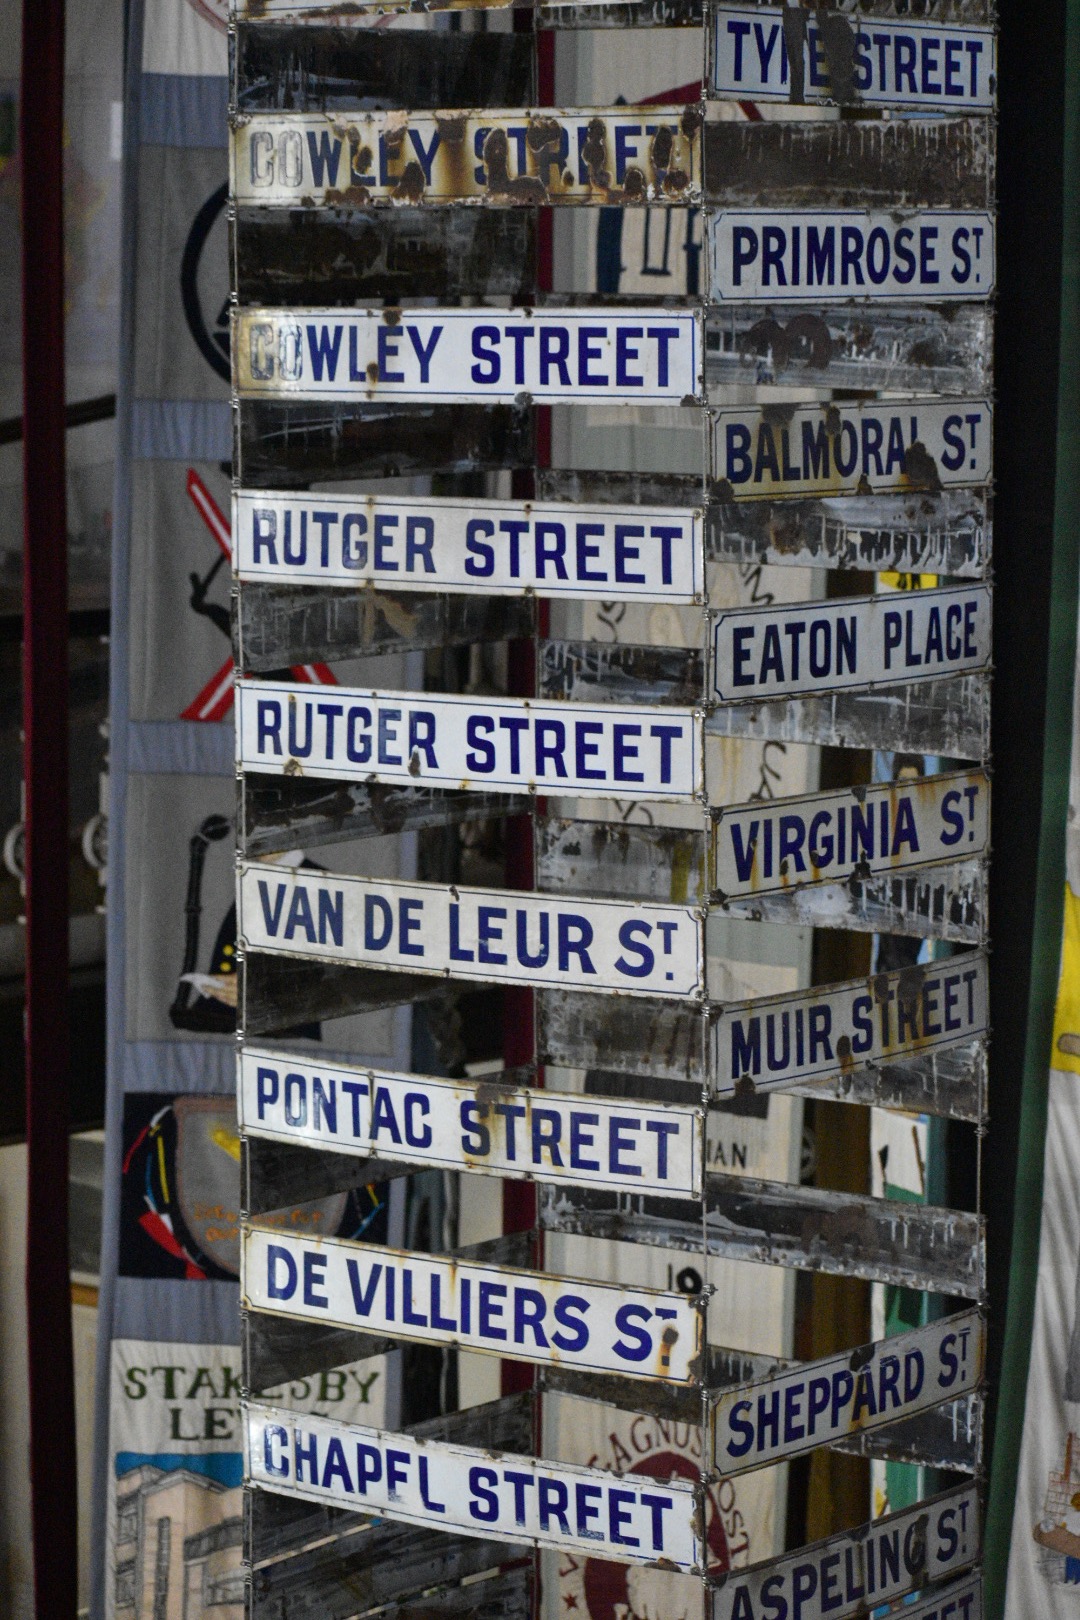 COWLEY STREET
COWLEY STREET
RUTGER STREET
RUTGER STREET
VAN DE LEUR ST.
PONTAC STREET
DE VILLIERS ST.
CHAPEL STREET
TYNE STREET
PRIMROSE ST.
BALMORAL ST.
EATON PLACE
VIRGINIA ST.
MUIR STREET
SHEPPARD ST.
ASPELING ST.
STAKESBY